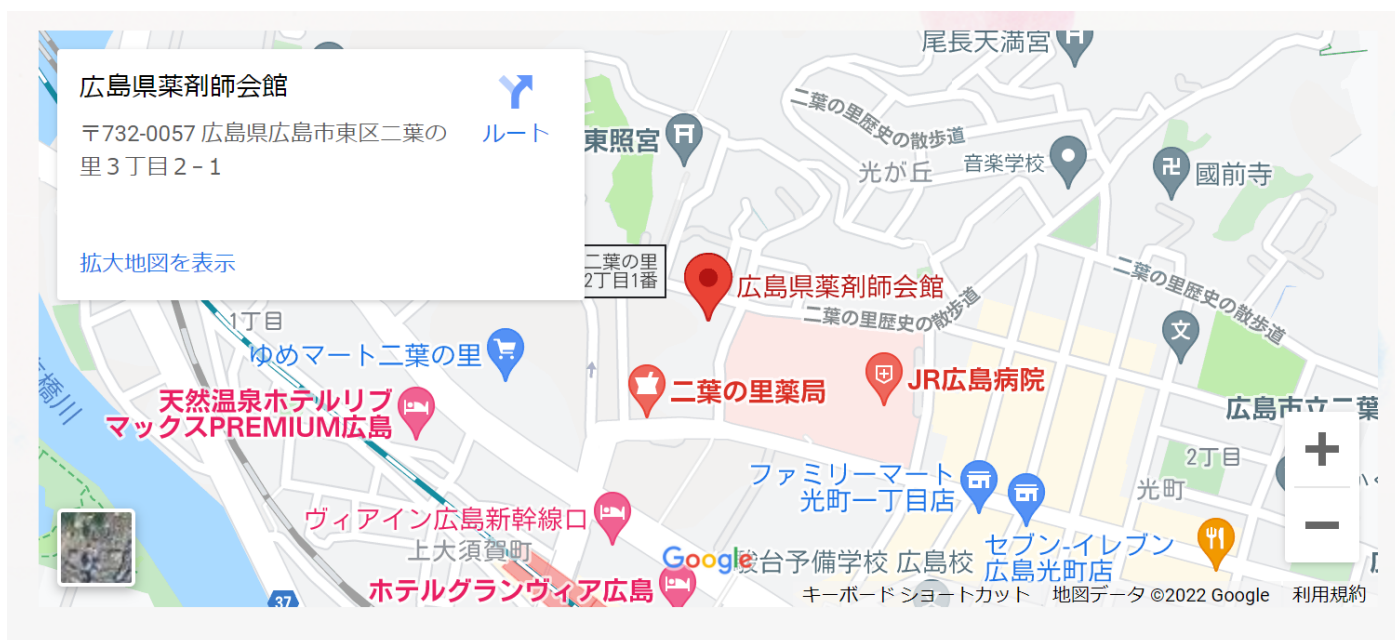 広島県薬剤師会館
〒732-0057 広島県広島市東区二葉の
里３丁目２−１
ルート
拡大地図を表示
尾長天満宮
二葉の里歴史の散歩道
東照宮
光が丘
音楽学校
國前寺
二葉の里
2丁目1番
広島県薬剤師会館
二葉の里歴史の散歩道
二葉の里歴史の散歩道
1丁目
ゆめマート二葉の里
天然温泉ホテルリブ
マックスPREMIUM広島
二葉の里薬局
JR広島病院
広島市立二葉
2丁目
光町
ファミリーマート
光町一丁目店
ヴィアイン広島新幹線口
上大須賀町
セブン-イレブン
広島光町店
Google
台予備学校 広島校
ホテルグランヴィア広島
37
キーボード ショートカット
地図データ ©2022 Google
利用規約